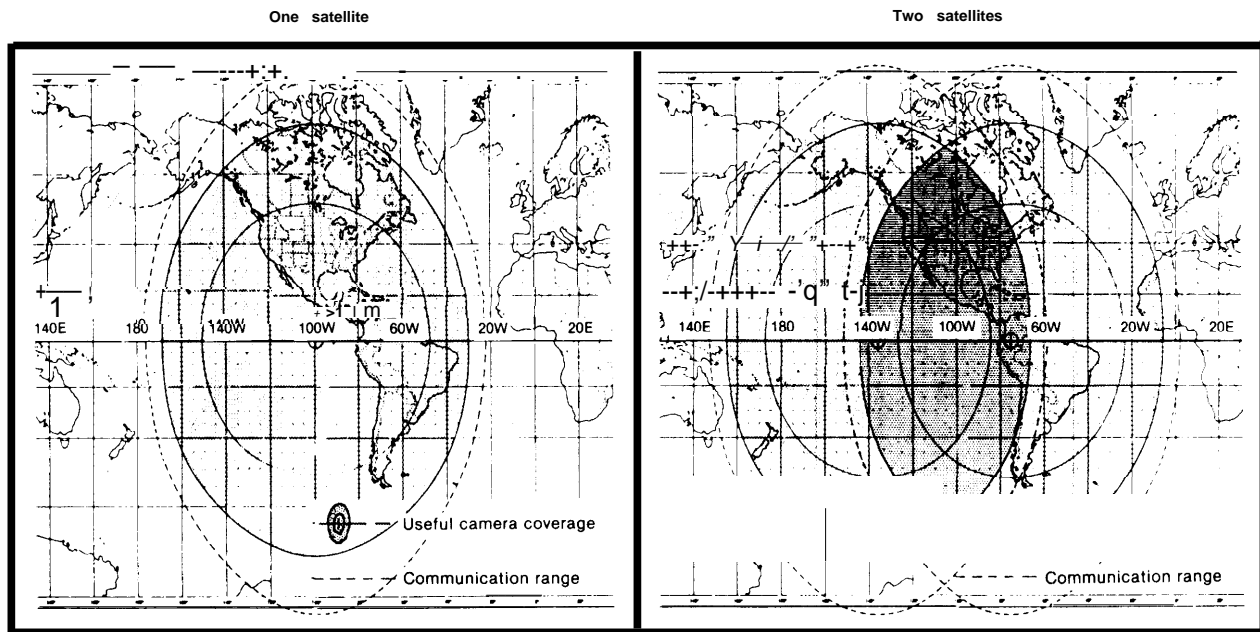 One satellite
Two satellites
140E 180 140W 100W 60W 20W 20E
Useful camera coverage
Communication range
140E 180 140W 100W 60W 20W 20E
Communication range